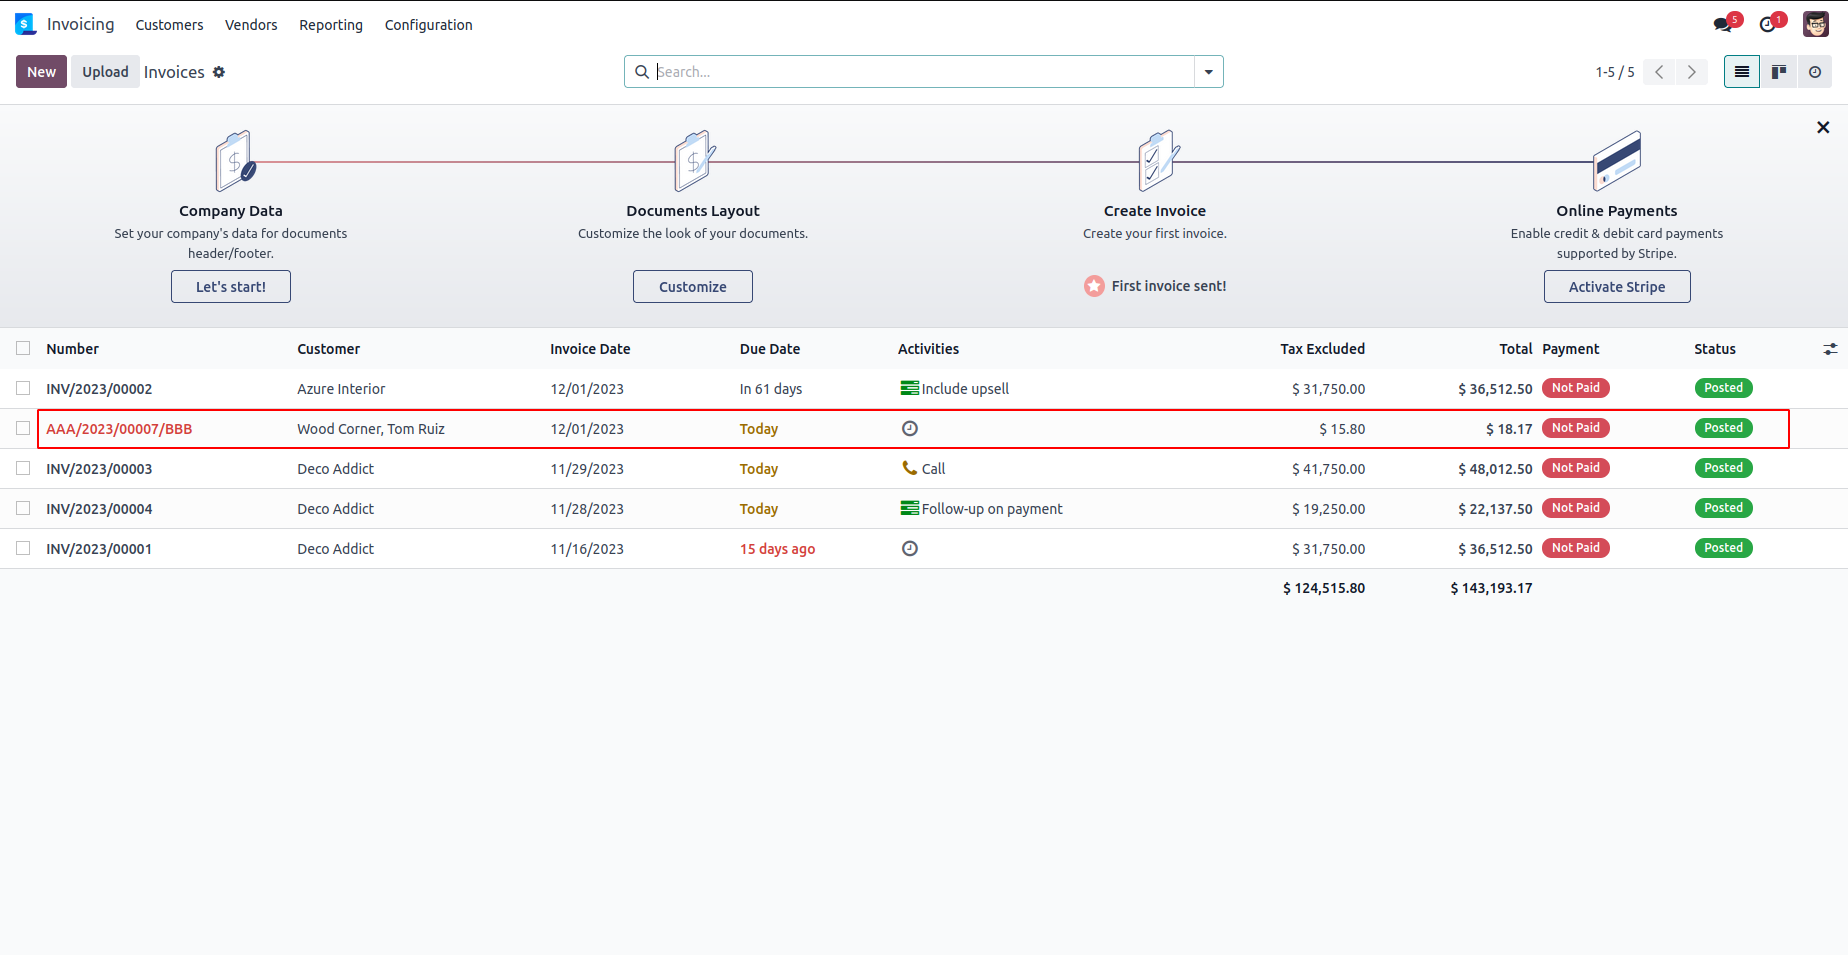 Invoicing Customers Vendors Reporting Configuration 5 1
New Upload Invoices Search... 1-5 / 5
Company Data Documents Layout Create Invoice Online Payments
Set your company's data for documents Customize the look of your documents. Create your first invoice. Enable credit & debit card payments
header/footer. supported by Stripe.
Let's start! Customize First invoice sent! Activate Stripe
Number Customer Invoice Date Due Date Activities Tax Excluded Total Payment Status
INV/2023/00002 Azure Interior 12/01/2023 In 61 days Include upsell $ 31,750.00 $ 36,512.50 Not Paid Posted
AAA/2023/00007/BBB Wood Corner, Tom Ruiz 12/01/2023 Today $ 15.80 $ 18.17 Not Paid Posted
INV/2023/00003 Deco Addict 11/29/2023 Today Call $ 41,750.00 $ 48,012.50 Not Paid Posted
INV/2023/00004 Deco Addict 11/28/2023 Today Follow-up on payment $ 19,250.00 $ 22,137.50 Not Paid Posted
INV/2023/00001 Deco Addict 11/16/2023 15 days ago $ 31,750.00 $ 36,512.50 Not Paid Posted
$ 124,515.80 $ 143,193.17